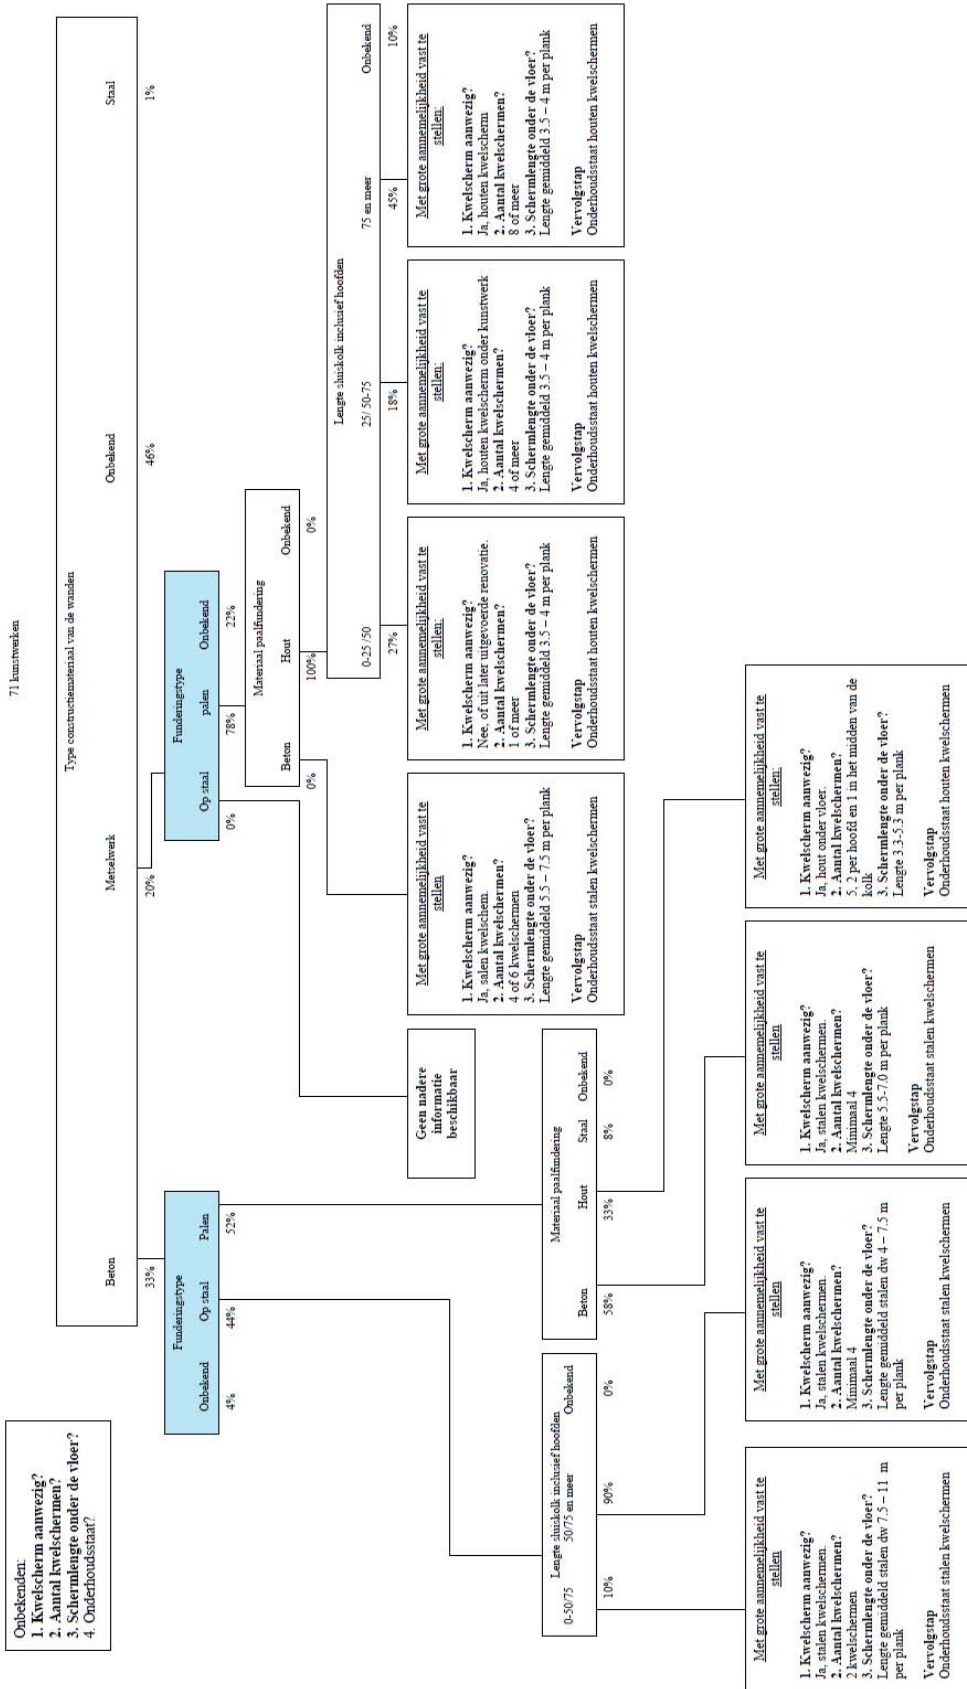 71 kunstwerken
Onbekenden:
1. Kwelscherm aanwezig?
2. Aantal kwelschermen?
3. Schermlengte onder de vloer?
4. Onderhoudsstaat?
Type constructiemateriaal van de wanden
Beton Metselwerk Onbekend Staal
33% 20% 46% 1%
Funderingstype
Onbekend Op staal Palen
4% 44% 52%
Funderingstype
Op staal palen Onbekend
0% 78% 22%
Materiaal paalfundering
Beton Hout Onbekend
0% 100% 0%
Lengte sluiskolk inclusief hoofden
0-25 /50 25/ 50-75 75 en meer Onbekend
27% 18% 45% 10%
Geen nadere
informatie
beschikbaar
Met grote aannemelijkheid vast te
stellen
1. Kwelscherm aanwezig?
Ja, salen kwelschem.
2. Aantal kwelschermen?
4 of 6 kwelschermen
3. Schermlengte onder de vloer?
Lengte gemiddeld 5.5 – 7.5 m per plank
Vervolgstap
Onderhoudsstaat stalen kwelschermen
Met grote aannemelijkheid vast te
stellen:
1. Kwelscherm aanwezig?
Nee, of uit later uitgevoerde renovatie.
2. Aantal kwelschermen?
1 of meer
3. Schermlengte onder de vloer?
Lengte gemiddeld 3.5 – 4 m per plank
Vervolgstap
Onderhoudsstaat houten kwelschermen
Met grote aannemelijkheid vast te
stellen:
1. Kwelscherm aanwezig?
Ja, houten kwelscherm onder kunstwerk
2. Aantal kwelschermen?
4 of meer
3. Schermlengte onder de vloer?
Lengte gemiddeld 3.5 – 4 m per plank
Vervolgstap
Onderhoudsstaat houten kwelschermen
Met grote aannemelijkheid vast te
stellen:
1. Kwelscherm aanwezig?
Ja, houten kwelscherm
2. Aantal kwelschermen?
8 of meer
3. Schermlengte onder de vloer?
Lengte gemiddeld 3.5 – 4 m per plank
Vervolgstap
Onderhoudsstaat houten kwelschermen
Lengte sluiskolk inclusief hoofden
0-50/75 50/75 en meer Onbekend
10% 90% 0%
Materiaal paalfundering
Beton Hout Staal Onbekend
58% 33% 8% 0%
Met grote aannemelijkheid vast te
stellen
1. Kwelscherm aanwezig?
Ja, stalen kwelschermen.
2. Aantal kwelschermen?
2 kwelschermen
3. Schermlengte onder de vloer?
Lengte gemiddeld stalen dw 7.5 – 11 m
per plank
Vervolgstap
Onderhoudsstaat stalen kwelschermen
Met grote aannemelijkheid vast te
stellen
1. Kwelscherm aanwezig?
Ja, stalen kwelschermen.
2. Aantal kwelschermen?
Minimaal 4
3. Schermlengte onder de vloer?
Lengte gemiddeld stalen dw 4 – 7.5 m
per plank
Vervolgstap
Onderhoudsstaat stalen kwelschermen
Met grote aannemelijkheid vast te
stellen
1. Kwelscherm aanwezig?
Ja, stalen kwelschermen.
2. Aantal kwelschermen?
Minimaal 4
3. Schermlengte onder de vloer?
Lengte 5.5-7.0 m per plank
Vervolgstap
Onderhoudsstaat stalen kwelschermen
Met grote aannemelijkheid vast te
stellen:
1. Kwelscherm aanwezig?
Ja, hout onder vloer.
2. Aantal kwelschermen?
5, 2 per hoofd en 1 in het midden van de
kolk
3. Schermlengte onder de vloer?
Lengte 3.3-5.3 m per plank
Vervolgstap
Onderhoudsstaat houten kwelschermen